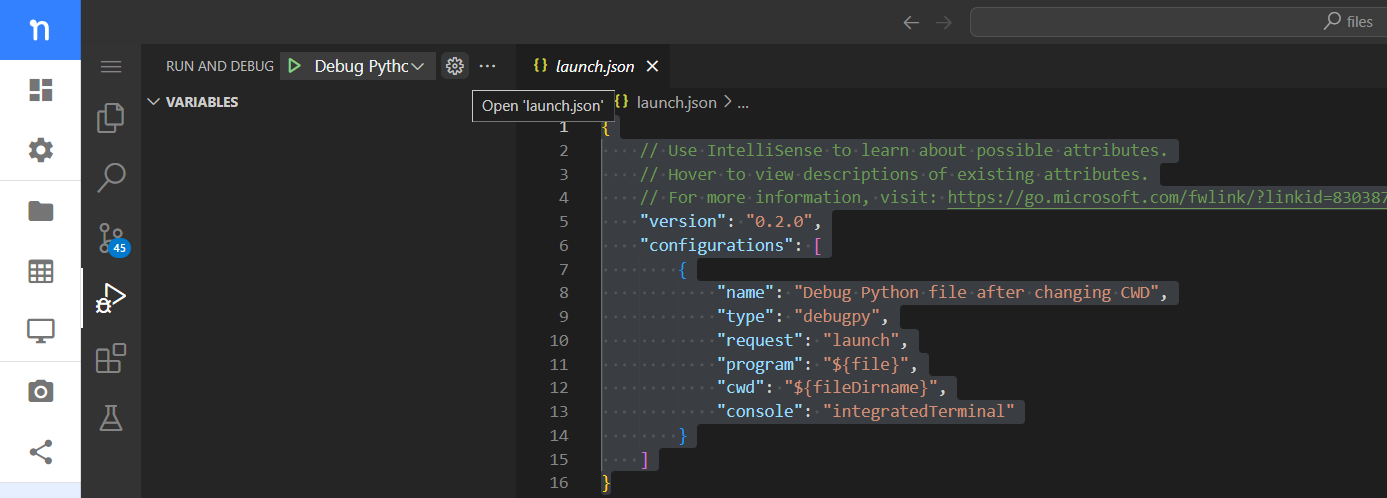 n
files
RUN AND DEBUG Debug Pythc
launch.json
VARIABLES
Open 'launch.json'
{} launch.json > ...
1 {
2 // Use IntelliSense to learn about possible attributes.
3 // Hover to view descriptions of existing attributes.
4 // For more information, visit: https://go.microsoft.com/fwlink/?linkid=830387
5 "version": "0.2.0",
6 "configurations": [
7 {
8 "name": "Debug Python file after changing CWD",
9 "type": "debugpy",
10 "request": "launch",
11 "program": "${file}",
12 "cwd": "${fileDirname}",
13 "console": "integratedTerminal"
14 }
15 ]
16 }
45